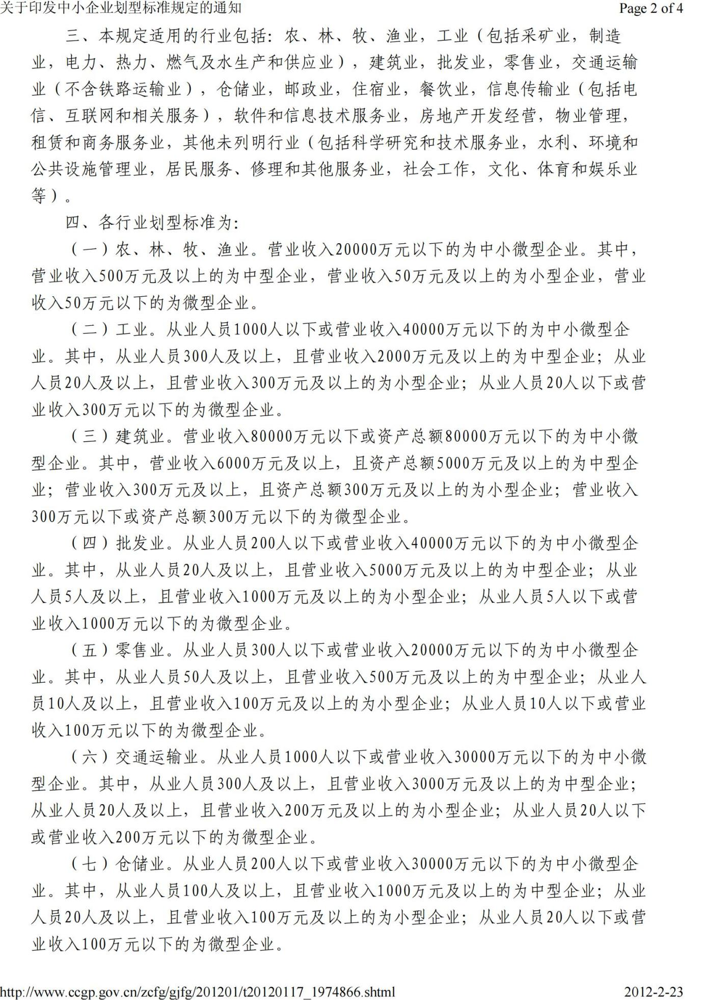 关于印发中小企业划型标准规定的通知
Page 2 of 4
三、本规定适用的行业包括：农、林、牧、渔业，工业（包括采矿业，制造
业，电力、热力、燃气及水生产和供应业），建筑业，批发业，零售业，交通运输
业（不含铁路运输业），仓储业，邮政业，住宿业，餐饮业，信息传输业（包括电
信、互联网和相关服务），软件和信息技术服务业，房地产开发经营，物业管理，
租赁和商务服务业，其他未列明行业（包括科学研究和技术服务业，水利、环境和
公共设施管理业，居民服务、修理和其他服务业，社会工作，文化、体育和娱乐业
等）。
四、各行业划型标准为：
（一）农、林、牧、渔业。营业收入20000万元以下的为中小微型企业。其中，
营业收入500万元及以上的为中型企业，营业收入50万元及以上的为小型企业，营业
收入50万元以下的为微型企业。
（二）工业。从业人员1000人以下或营业收入40000万元以下的为中小微型企
业。其中，从业人员300人及以上，且营业收入2000万元及以上的为中型企业；从业
人员20人及以上，且营业收入300万元及以上的为小型企业；从业人员20人以下或营
业收入300万元以下的为微型企业。
（三）建筑业。营业收入80000万元以下或资产总额80000万元以下的为中小微
型企业。其中，营业收入6000万元及以上，且资产总额5000万元及以上的为中型企
业；营业收入300万元及以上，且资产总额300万元及以上的为小型企业；营业收入
300万元以下或资产总额300万元以下的为微型企业。
（四）批发业。从业人员200人以下或营业收入40000万元以下的为中小微型企
业。其中，从业人员20人及以上，且营业收入5000万元及以上的为中型企业；从业
人员5人及以上，且营业收入1000万元及以上的为小型企业；从业人员5人以下或营
业收入1000万元以下的为微型企业。
（五）零售业。从业人员300人以下或营业收入20000万元以下的为中小微型企
业。其中，从业人员50人及以上，且营业收入500万元及以上的为中型企业；从业人
员10人及以上，且营业收入100万元及以上的为小型企业；从业人员10人以下或营业
收入100万元以下的为微型企业。
（六）交通运输业。从业人员1000人以下或营业收入30000万元以下的为中小微
型企业。其中，从业人员300人及以上，且营业收入3000万元及以上的为中型企业；
从业人员20人及以上，且营业收入200万元及以上的为小型企业；从业人员20人以下
或营业收入200万元以下的为微型企业。
（七）仓储业。从业人员200人以下或营业收入30000万元以下的为中小微型企
业。其中，从业人员100人及以上，且营业收入1000万元及以上的为中型企业；从业
人员20人及以上，且营业收入100万元及以上的为小型企业；从业人员20人以下或营
业收入100万元以下的为微型企业。
http://www.ccgp.gov.cn/zcfg/gjfg/201201/t20120117_1974866.shtml
2012-2-23